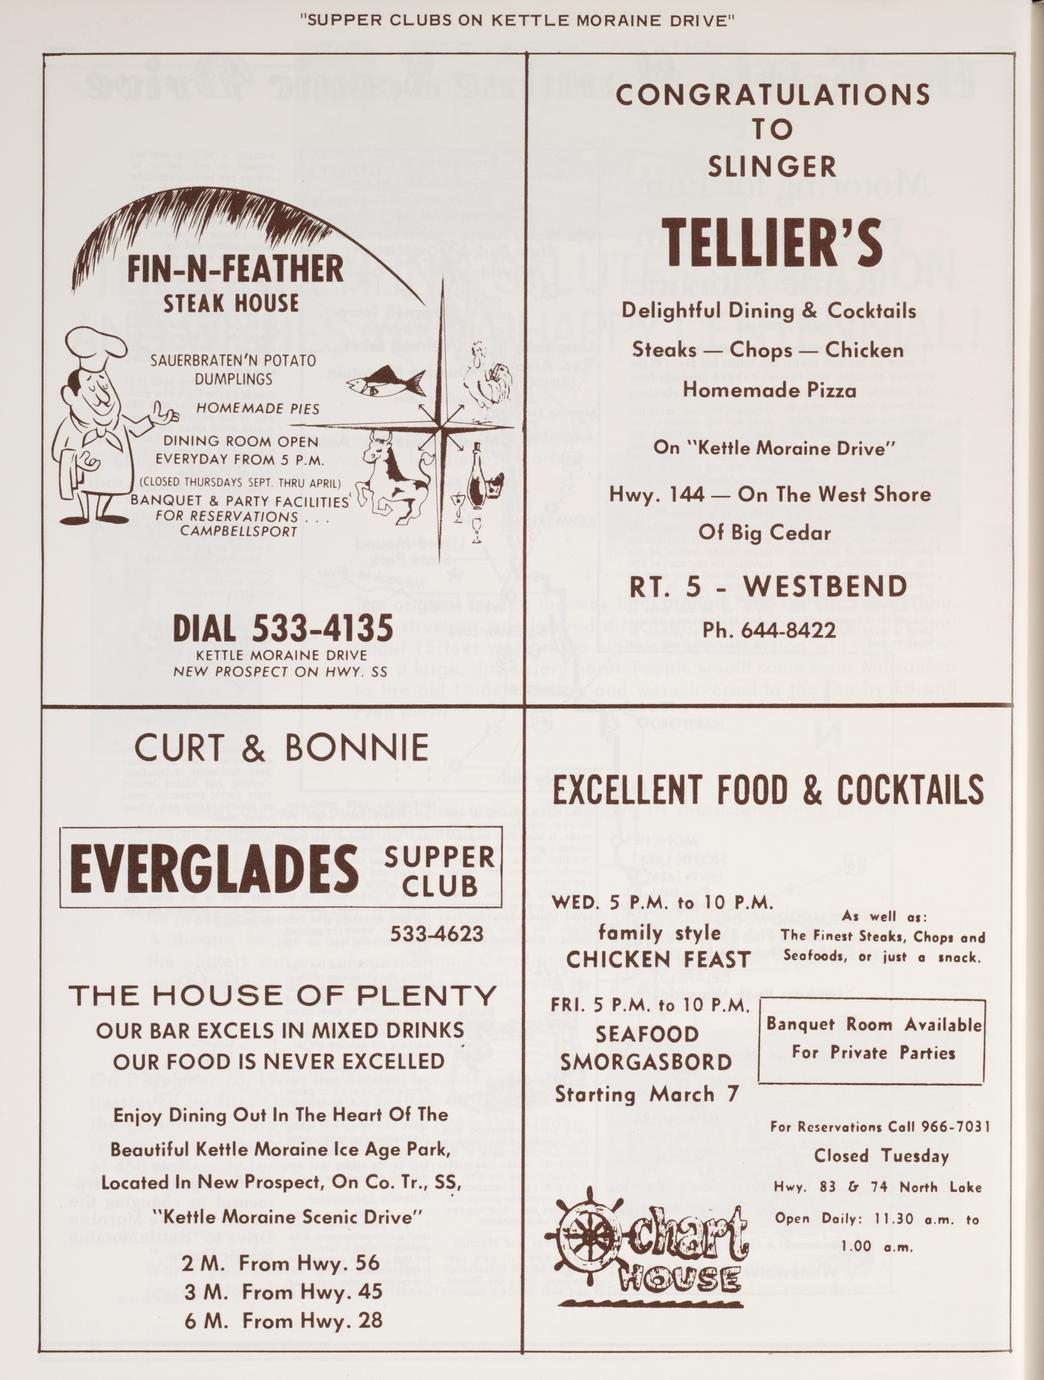 "SUPPER CLUBS ON KETTLE MORAINE DRIVE"
FIN-N-FEATHER
STEAK HOUSE
SAUERBRATEN'N POTATO
DUMPLINGS
HOMEMADE PIES
DINING ROOM OPEN
EVERYDAY FROM 5 P.M.
(CLOSED THURSDAYS SEPT. THRU APRIL)
BANQUET & PARTY FACILITIES
FOR RESERVATIONS . . .
CAMPBELLSPORT
DIAL 533-4135
KETTLE MORAINE DRIVE
NEW PROSPECT ON HWY. SS
CONGRATULATIONS
TO
SLINGER
TELLIER'S
Delightful Dining & Cocktails
Steaks — Chops — Chicken
Homemade Pizza
On "Kettle Moraine Drive"
Hwy. 144 — On The West Shore
Of Big Cedar
RT. 5 - WESTBEND
Ph. 644-8422
CURT & BONNIE
EVERGLADES SUPPER
CLUB
533-4623
THE HOUSE OF PLENTY
OUR BAR EXCELS IN MIXED DRINKS
OUR FOOD IS NEVER EXCELLED
Enjoy Dining Out In The Heart Of The
Beautiful Kettle Moraine Ice Age Park,
Located In New Prospect, On Co. Tr., SS,
"Kettle Moraine Scenic Drive"
2 M. From Hwy. 56
3 M. From Hwy. 45
6 M. From Hwy. 28
EXCELLENT FOOD & COCKTAILS
WED. 5 P.M. to 10 P.M.
family style
CHICKEN FEAST
FRI. 5 P.M. to 10 P.M.
SEAFOOD
SMORGASBORD
Starting March 7
As well as:
The Finest Steaks, Chops and
Seafoods, or just a snack.
Banquet Room Available
For Private Parties
For Reservations Call 966-7031
Closed Tuesday
Hwy. 83 & 74 North Lake
Open Daily: 11.30 a.m. to
1.00 a.m.
chart
HOUSE